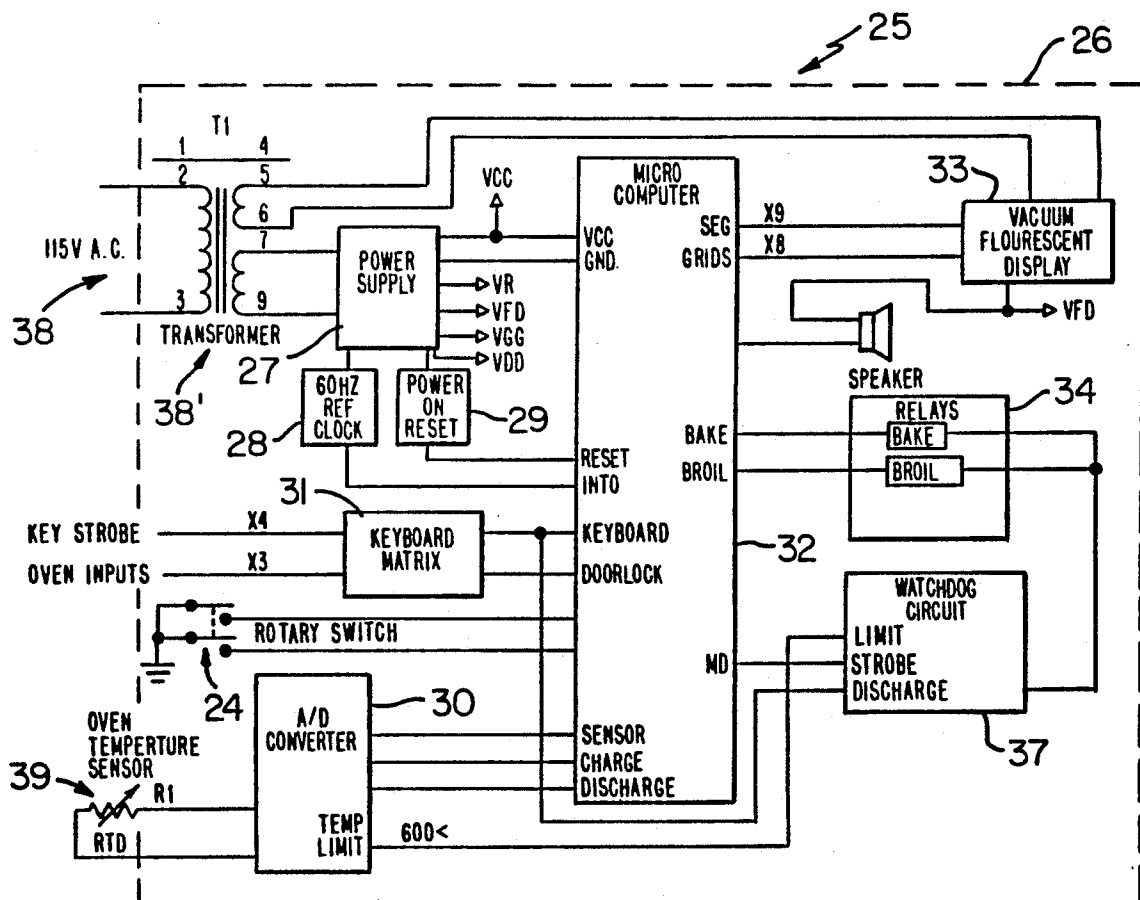 25
26
T1
1 4
2 5
6
7
3 9
115V A.C.
38
TRANSFORMER
38'
VCC
POWER
SUPPLY
27
VR
VFD
VGG
VDD
60HZ
REF
CLOCK
28
POWER
ON
RESET
29
MICRO
COMPUTER
VCC
GND.
RESET
INTO
KEYBOARD
DOORLOCK
SENSOR
CHARGE
DISCHARGE
SEG
GRIDS
BAKE
BROIL
MD
32
X9
X8
33
VACUUM
FLOURESCENT
DISPLAY
VFD
SPEAKER
34
RELAYS
BAKE
BROIL
KEY STROBE
X4
OVEN INPUTS
X3
31
KEYBOARD
MATRIX
ROTARY SWITCH
24
WATCHDOG
CIRCUIT
LIMIT
STROBE
DISCHARGE
37
A/D
CONVERTER
TEMP
LIMIT
30
600<
OVEN
TEMPERTURE
SENSOR
39
R1
RTD